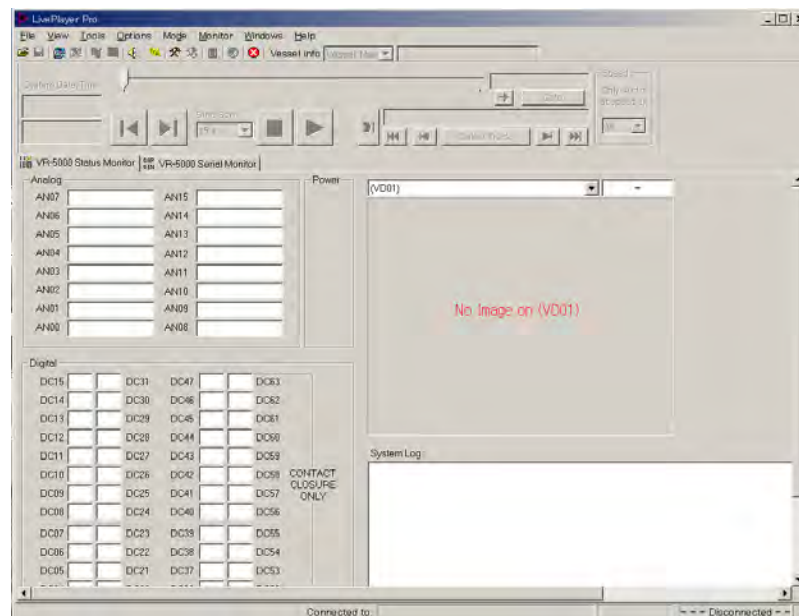 LivePlayer Pro
File View Tools Options Mode Monitor Windows Help
Vessel info
System Date/Time
Speed
VR-5000 Status Monitor VR-5000 Serial Monitor
Analog
Power
(VD01) -
AN07 AN15
AN06 AN14
AN05 AN13
AN04 AN12
AN03 AN11
AN02 AN10
AN01 AN09
AN00 AN08
No Image on (VD01)
Digital
DC15 DC31 DC47 DC63
DC14 DC30 DC46 DC62
DC13 DC29 DC45 DC61
DC12 DC28 DC44 DC60
DC11 DC27 DC43 DC59
DC10 DC26 DC42 DC58
DC09 DC25 DC41 DC57
DC08 DC24 DC40 DC56
DC07 DC23 DC39 DC55
DC06 DC22 DC38 DC54
DC05 DC21 DC37 DC53
CONTACT
CLOSURE
ONLY
System Log
Connected to: - - - Disconnected - -